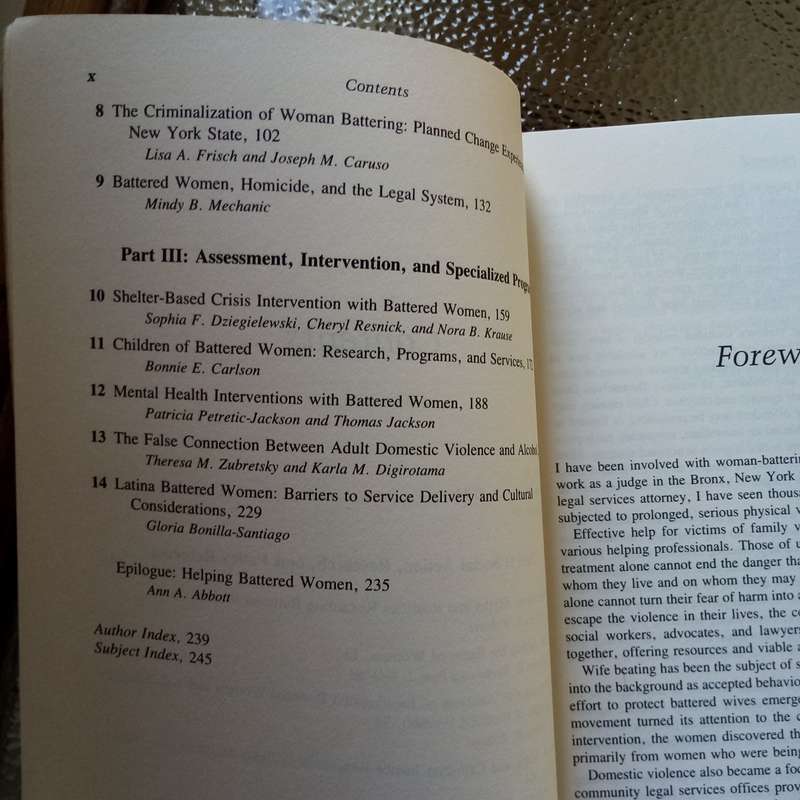 x
Contents
8 The Criminalization of Woman Battering: Planned Change
New York State, 102
Lisa A. Frisch and Joseph M. Caruso
9 Battered Women, Homicide, and the Legal System, 132
Mindy B. Mechanic
Part III: Assessment, Intervention, and Specialized
10 Shelter-Based Crisis Intervention with Battered Women, 159
Sophia F. Dziegielewski, Cheryl Resnick, and Nora B. Krause
11 Children of Battered Women: Research, Programs, and Services,
Bonnie E. Carlson
12 Mental Health Interventions with Battered Women, 188
Patricia Petretic-Jackson and Thomas Jackson
13 The False Connection Between Adult Domestic Violence and
Theresa M. Zubretsky and Karla M. Digirotama
14 Latina Battered Women: Barriers to Service Delivery and Cultural
Considerations, 229
Gloria Bonilla-Santiago
Epilogue: Helping Battered Women, 235
Ann A. Abbott
Author Index, 239
Subject Index, 245
Forew
I have been involved with
work as a judge in the Bronx, New York
legal services attorney, I have seen
subjected to prolonged, serious physical
Effective help for victims of family
various helping professionals. Those of
treatment alone cannot end the danger
whom they live and on whom they may
alone cannot turn their fear of harm into
escape the violence in their lives, the
social workers, advocates, and lawyers
together, offering resources and viable
Wife beating has been the subject of
into the background as accepted
effort to protect battered wives
movement turned its attention to the
intervention, the women discovered
primarily from women who were being
Domestic violence also became a
community legal services offices